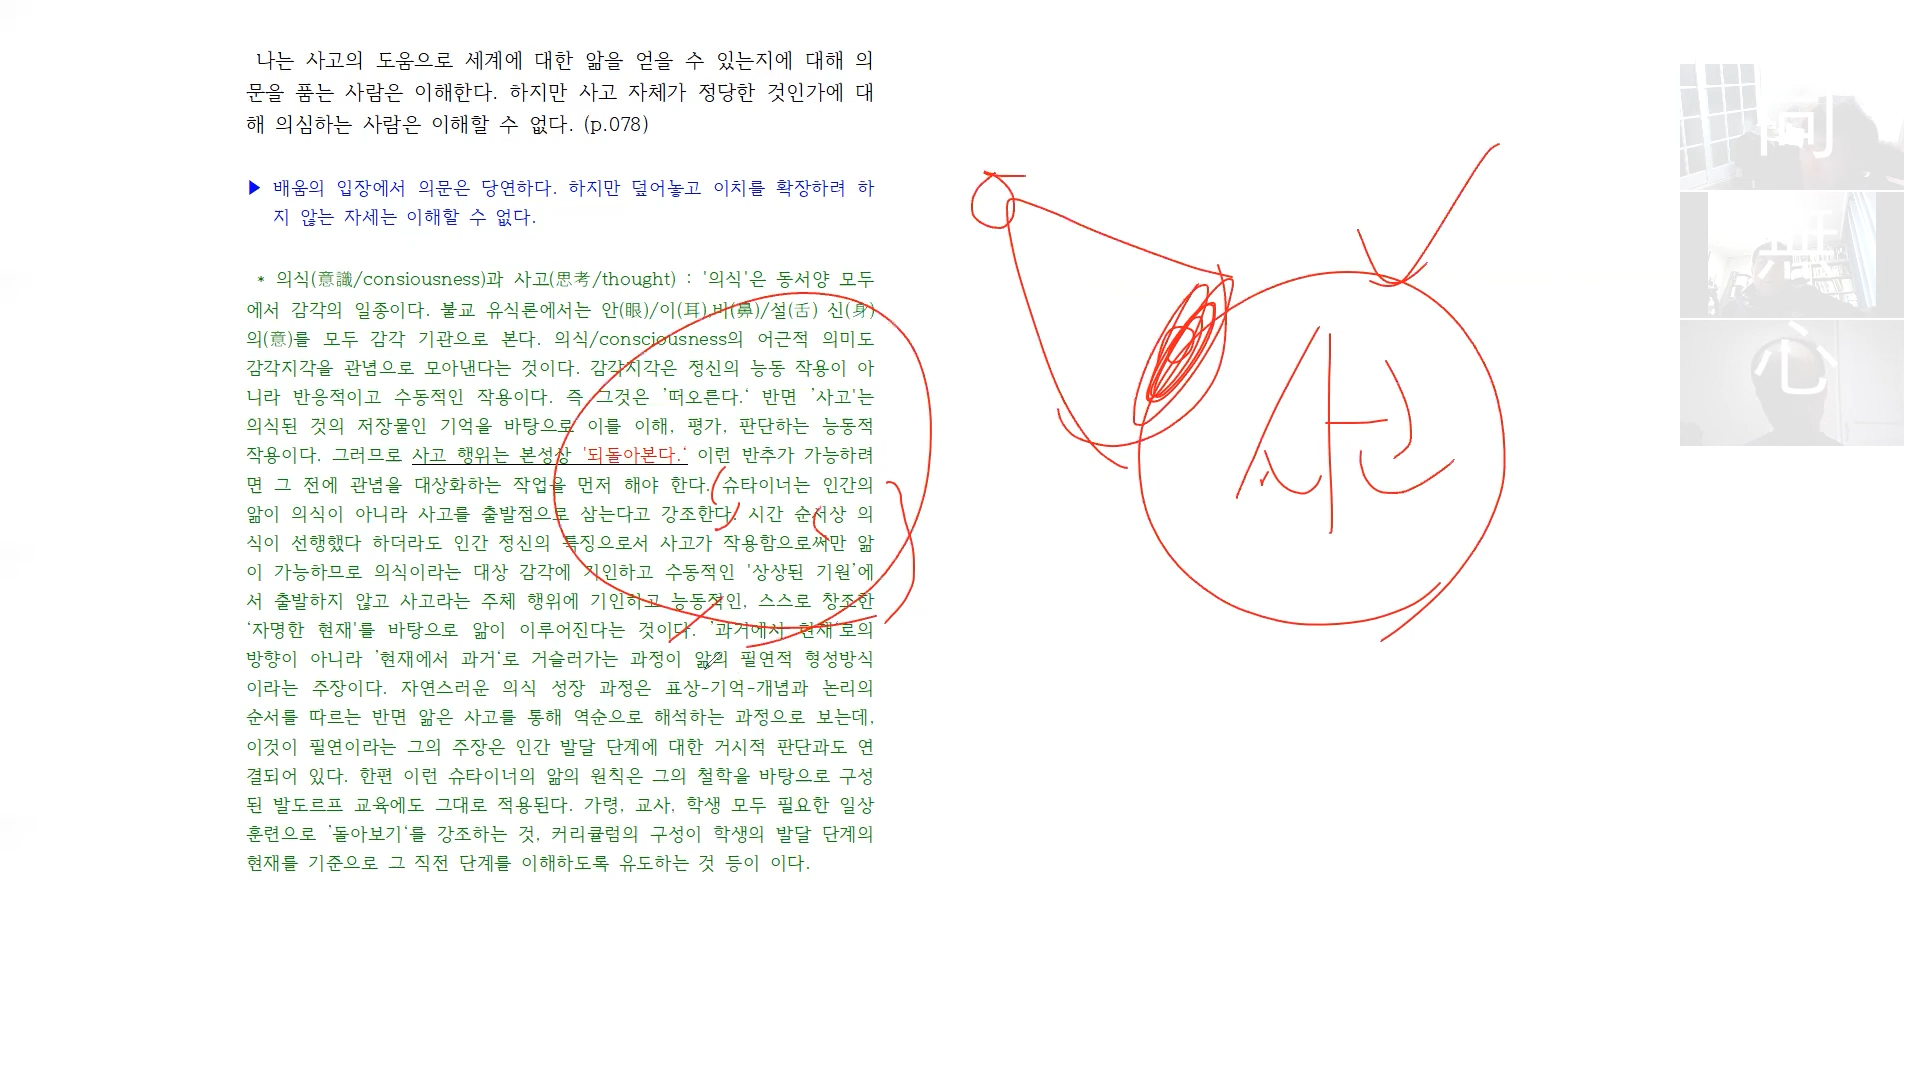 나는 사고의 도움으로 세계에 대한 앎을 얻을 수 있는지에 대해 의
문을 품는 사람은 이해한다. 하지만 사고 자체가 정당한 것인가에 대
해 의심하는 사람은 이해할 수 없다. (p.078)
▶ 배움의 입장에서 의문은 당연하다. 하지만 덮어놓고 이치를 확장하려 하
지 않는 자세는 이해할 수 없다.
* 의식(意識/consiousness)과 사고(思考/thought) : '의식'은 동서양 모두
에서 감각의 일종이다. 불교 유식론에서는 안(眼)/이(耳)/비(鼻)/설(舌) 신(身)
의(意)를 모두 감각 기관으로 본다. 의식/consciousness의 어근적 의미도
감각지각을 관념으로 모아낸다는 것이다. 감각지각은 정신의 능동 작용이 아
니라 반응적이고 수동적인 작용이다. 즉 그것은 '떠오른다.' 반면 '사고'는
의식된 것의 저장물인 기억을 바탕으로 이를 이해, 평가, 판단하는 능동적
작용이다. 그러므로 사고 행위는 본성상 '되돌아본다.' 이런 반추가 가능하려
면 그 전에 관념을 대상화하는 작업을 먼저 해야 한다. 슈타이너는 인간의
앎이 의식이 아니라 사고를 출발점으로 삼는다고 강조한다. 시간 순서상 의
식이 선행했다 하더라도 인간 정신의 특징으로서 사고가 작용함으로써만 앎
이 가능하므로 의식이라는 대상 감각에 기인하고 수동적인 '상상된 기원'에
서 출발하지 않고 사고라는 주체 행위에 기인하고 능동적인, 스스로 창조한
'자명한 현재'를 바탕으로 앎이 이루어진다는 것이다. '과거에서 현재'로의
방향이 아니라 '현재에서 과거'로 거슬러가는 과정이 앎의 필연적 형성방식
이라는 주장이다. 자연스러운 의식 성장 과정은 표상-기억-개념과 논리의
순서를 따르는 반면 앎은 사고를 통해 역순으로 해석하는 과정으로 보는데,
이것이 필연이라는 그의 주장은 인간 발달 단계에 대한 거시적 판단과도 연
결되어 있다. 한편 이런 슈타이너의 앎의 원칙은 그의 철학을 바탕으로 구성
된 발도르프 교육에도 그대로 적용된다. 가령, 교사, 학생 모두 필요한 일상
훈련으로 '돌아보기'를 강조하는 것, 커리큘럼의 구성이 학생의 발달 단계의
현재를 기준으로 그 직전 단계를 이해하도록 유도하는 것 등이 이다.
問
無
心